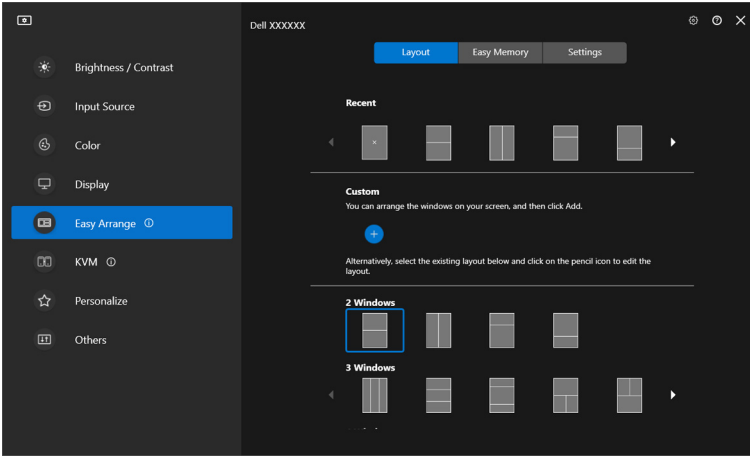 Dell XXXXXX
Layout
Easy Memory
Settings
Brightness / Contrast
Input Source
Color
Display
Easy Arrange
KVM
Personalize
Others
Recent
Custom
You can arrange the windows on your screen, and then click Add.
Alternatively, select the existing layout below and click on the pencil icon to edit the
layout.
2 Windows
3 Windows